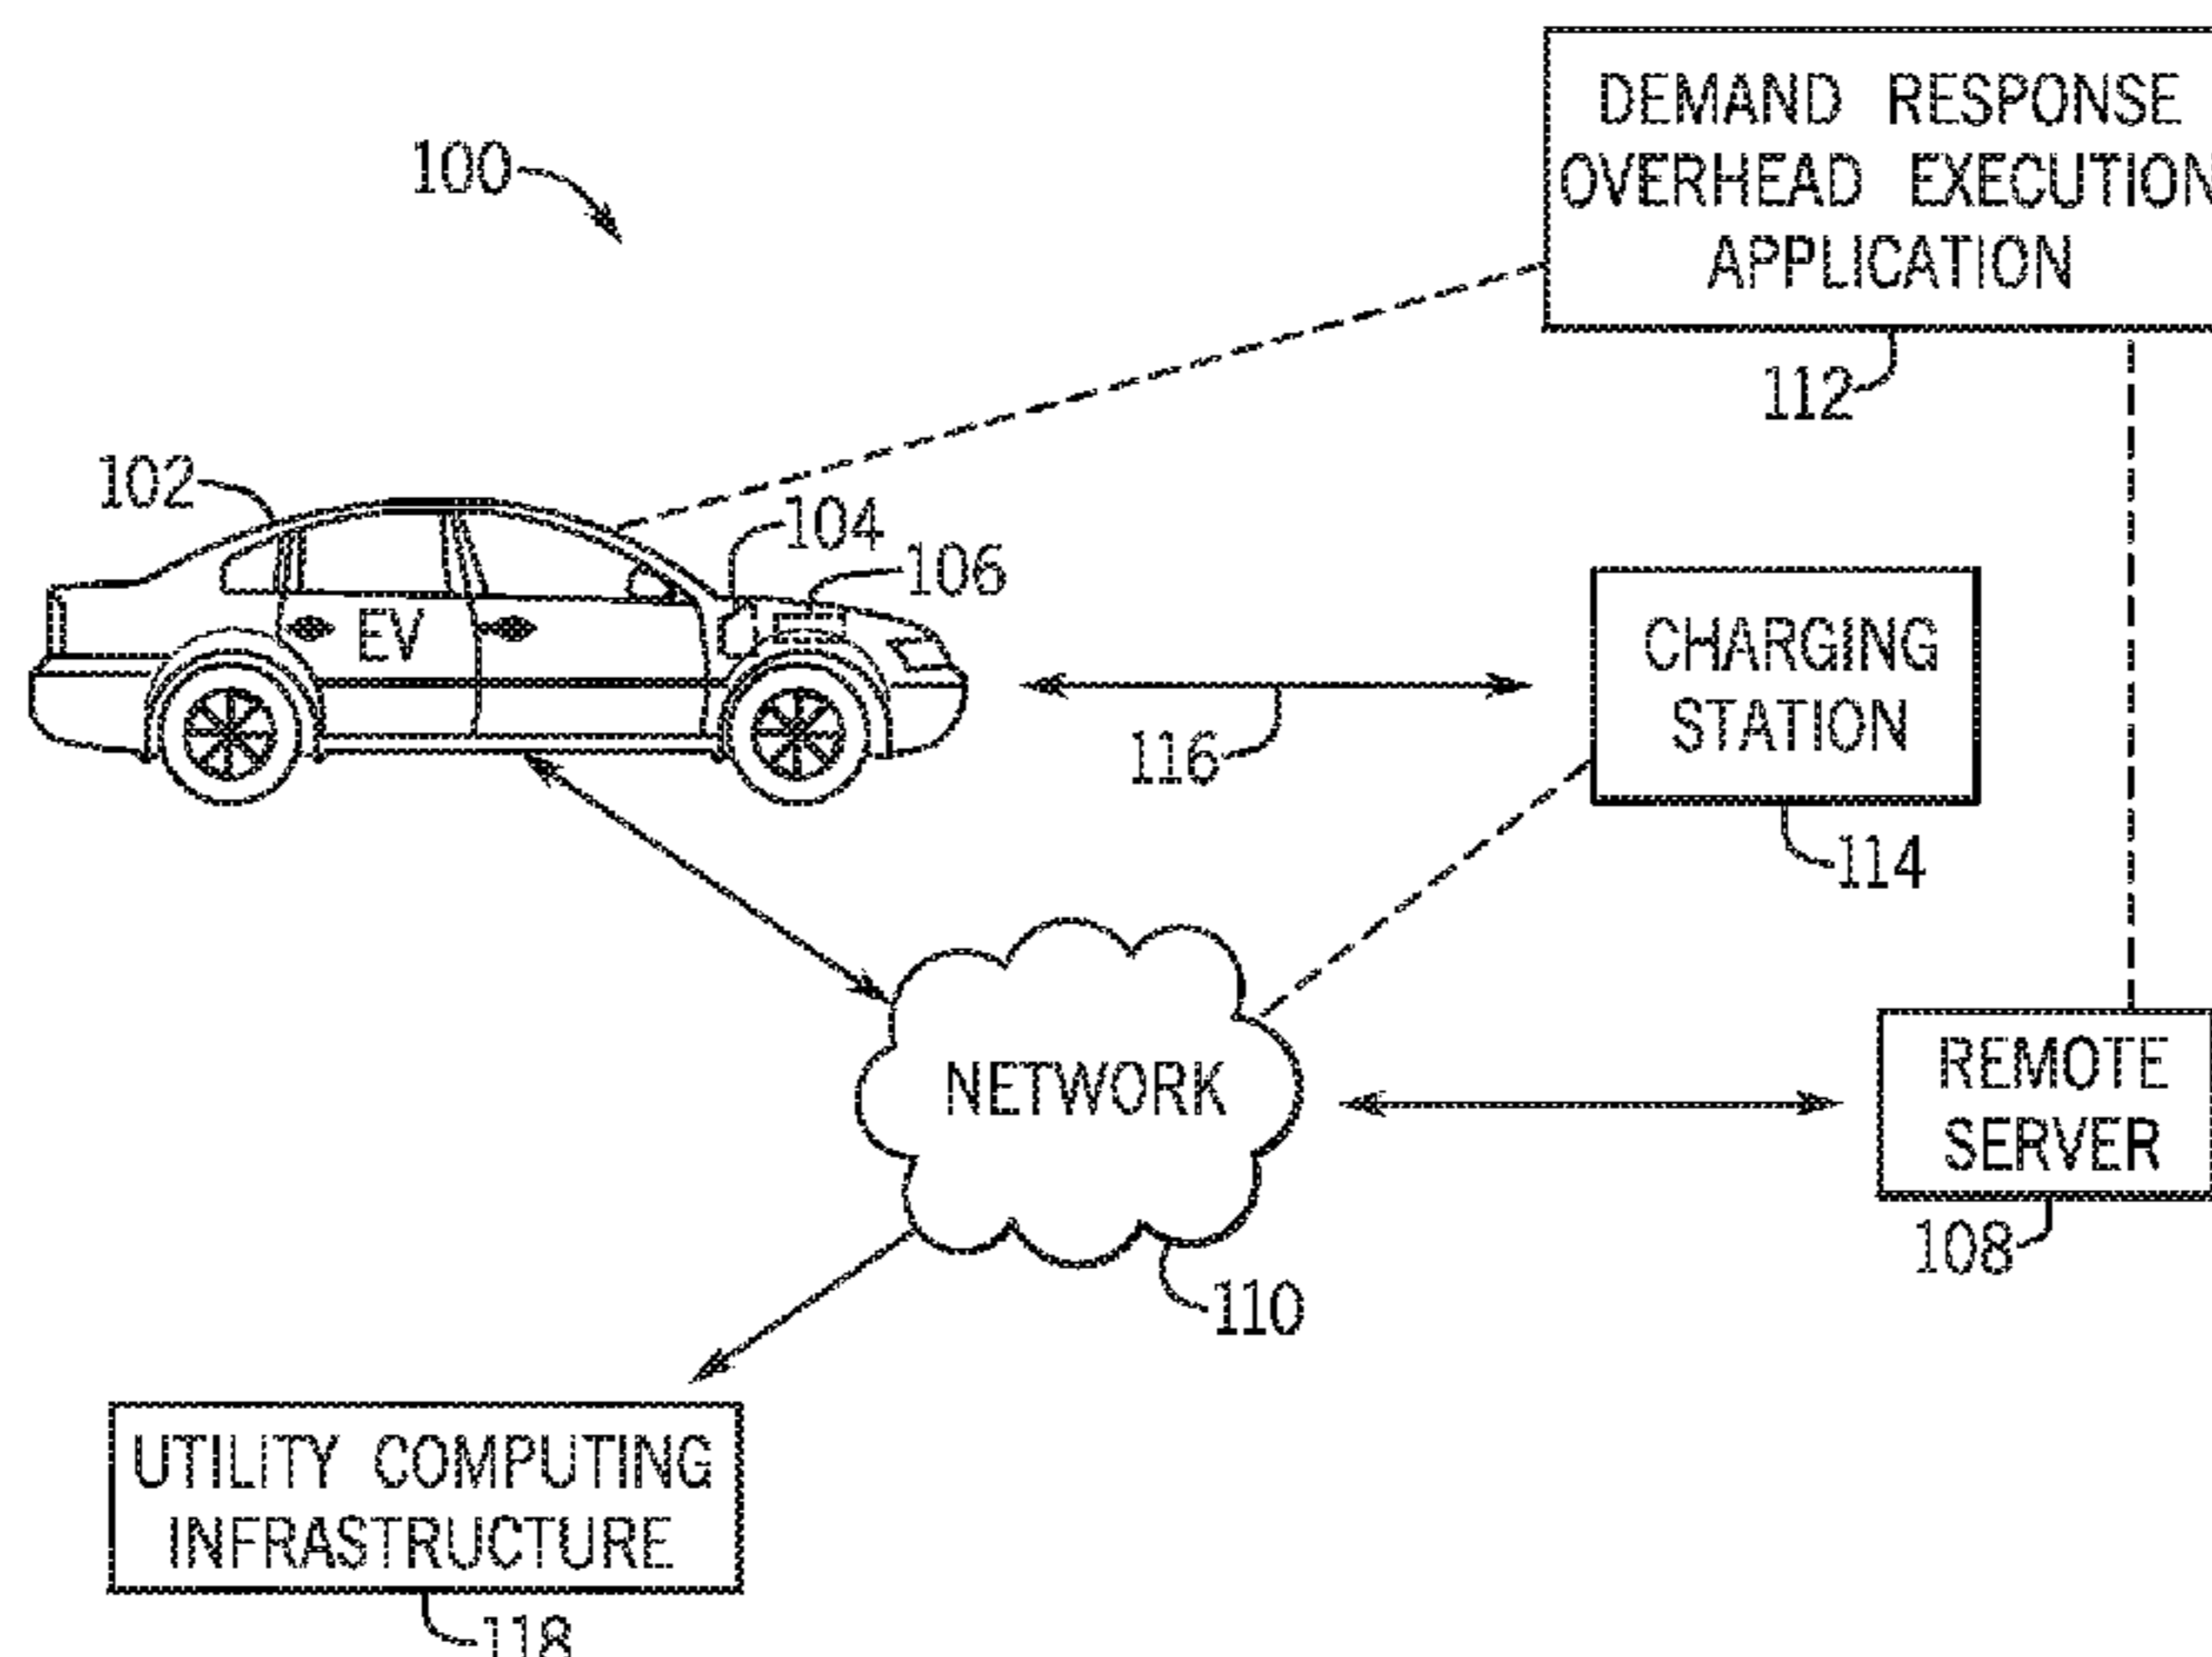 100
DEMAND RESPONSE
OVERHEAD EXECUTION
APPLICATION
112
102
104
106
EV
CHARGING
STATION
116
114
NETWORK
REMOTE
SERVER
108
110
UTILITY COMPUTING
INFRASTRUCTURE
118